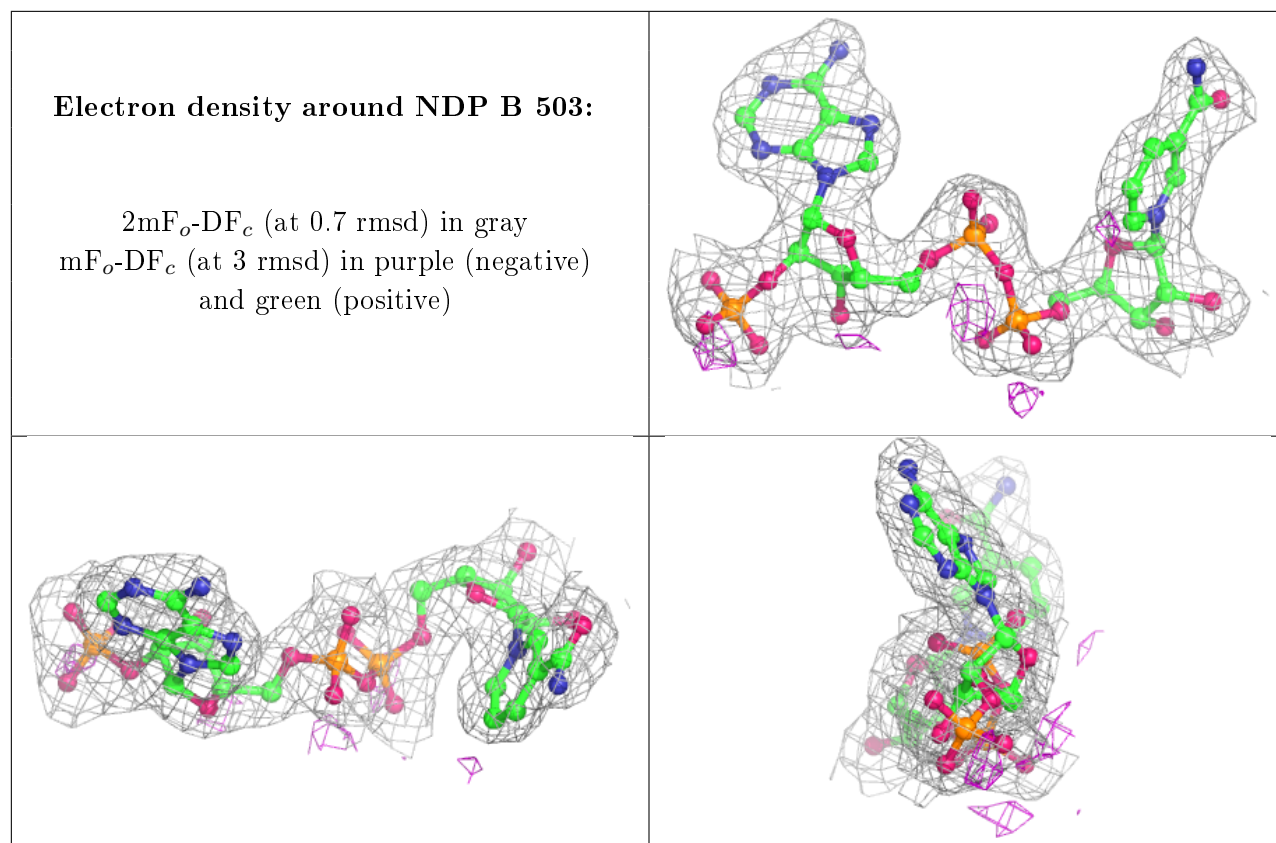 Electron density around NDP B 503:
2mFo-DFc (at 0.7 rmsd) in gray
mFo-DFc (at 3 rmsd) in purple (negative)
and green (positive)